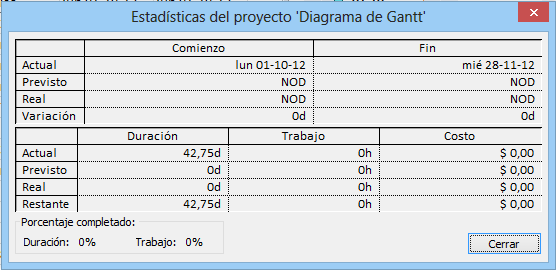 Estadísticas del proyecto 'Diagrama de Gantt'
Comienzo Fin
Actual lun 01-10-12 mié 28-11-12
Previsto NOD NOD
Real NOD NOD
Variación 0d 0d
Duración Trabajo Costo
Actual 42,75d 0h $ 0,00
Previsto 0d 0h $ 0,00
Real 0d 0h $ 0,00
Restante 42,75d 0h $ 0,00
Porcentaje completado:
Duración: 0% Trabajo: 0% Cerrar